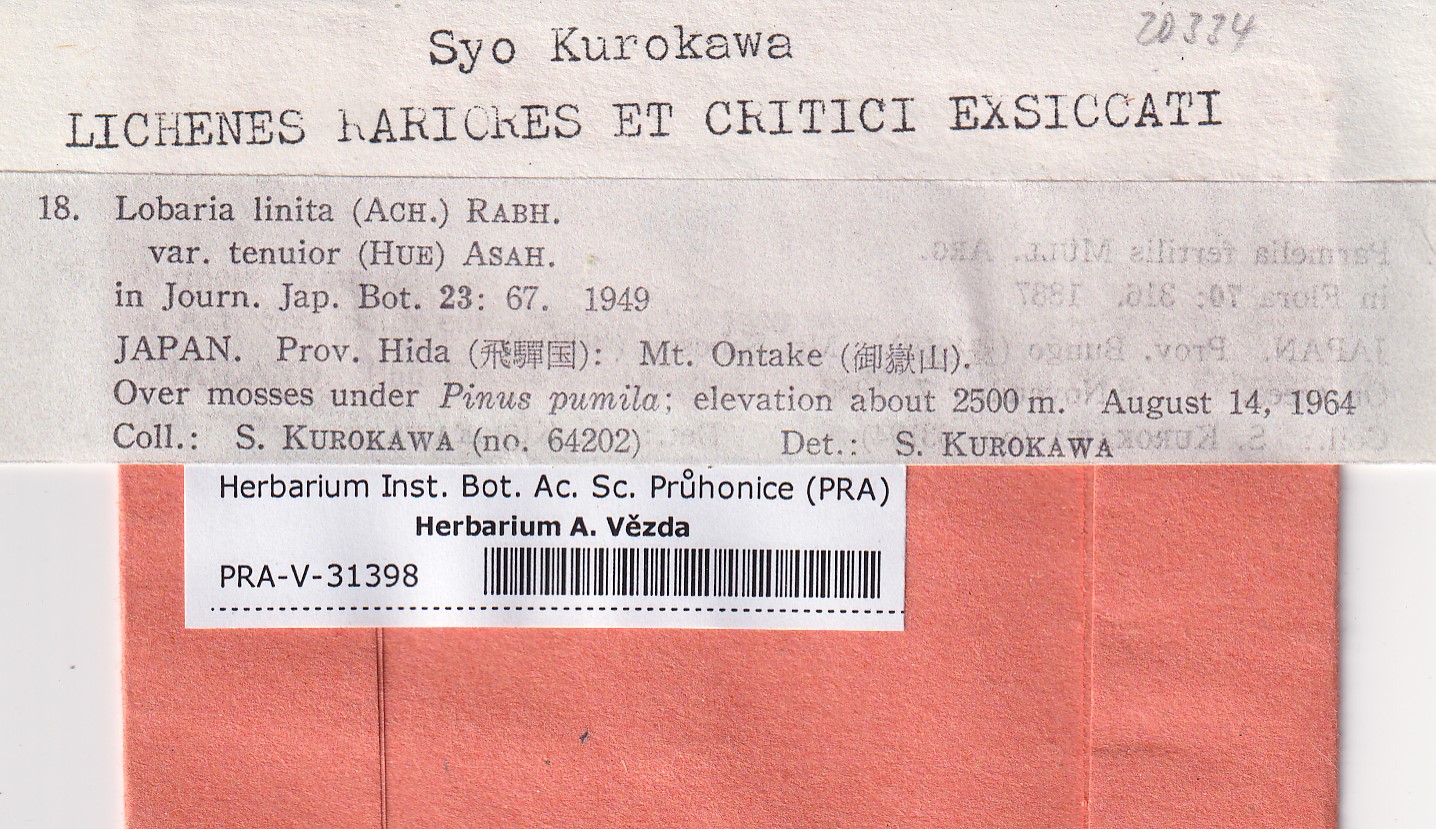 20334
Syo Kurokawa
LICHENES RARIORES ET CRITICI EXSICCATI
18. Lobaria linita (ACH.) RABH.
var. tenuior (HUE) ASAH.
in Journ. Jap. Bot. 23: 67. 1949
JAPAN. Prov. Hida (飛驒国): Mt. Ontake (御嶽山).
Over mosses under Pinus pumila; elevation about 2500 m. August 14, 1964
Coll.: S. KUROKAWA (no. 64202) Det.: S. KUROKAWA
Herbarium Inst. Bot. Ac. Sc. Průhonice (PRA)
Herbarium A. Vězda
PRA-V-31398